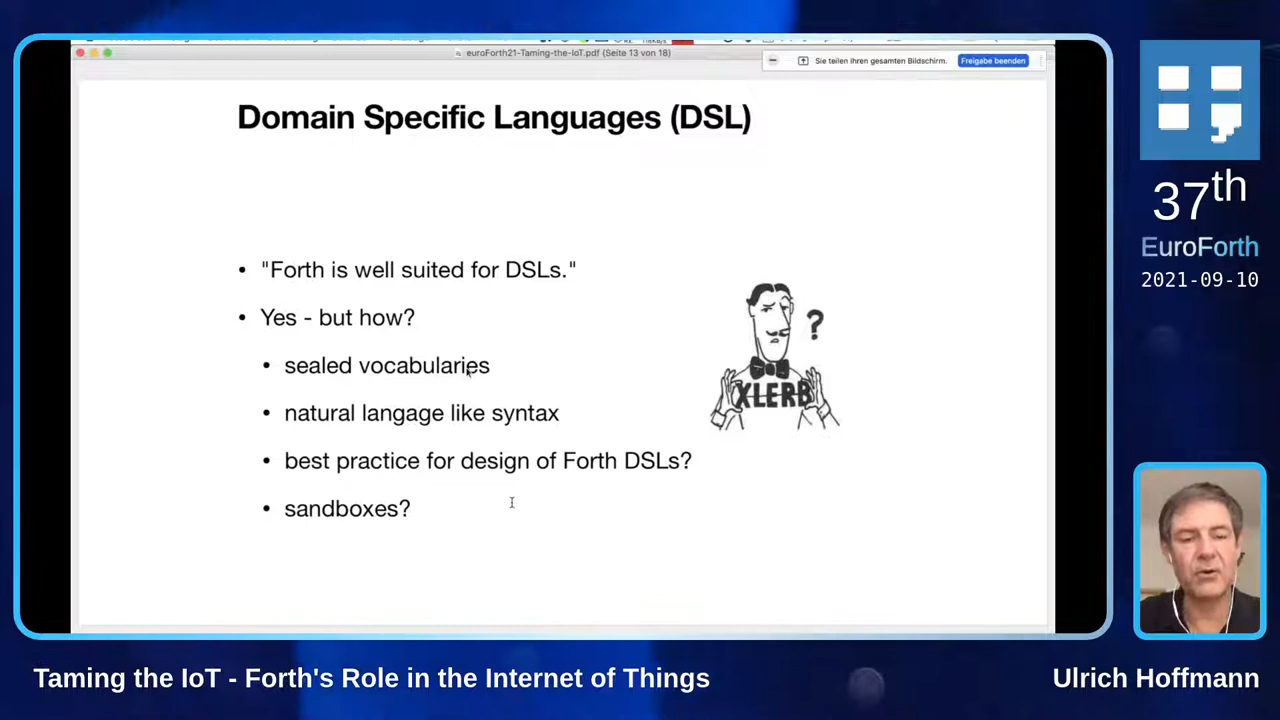 euroForth21-Taming-the-IoT.pdf (Seite 13 von 18)
Sie teilen ihren gesamten Bildschirm.
Freigabe beenden
Domain Specific Languages (DSL)
• "Forth is well suited for DSLs."
• Yes - but how?
• sealed vocabularies
• natural langage like syntax
• best practice for design of Forth DSLs?
• sandboxes?
?
XLERB
37th
EuroForth
2021-09-10
Taming the IoT - Forth's Role in the Internet of Things
Ulrich Hoffmann